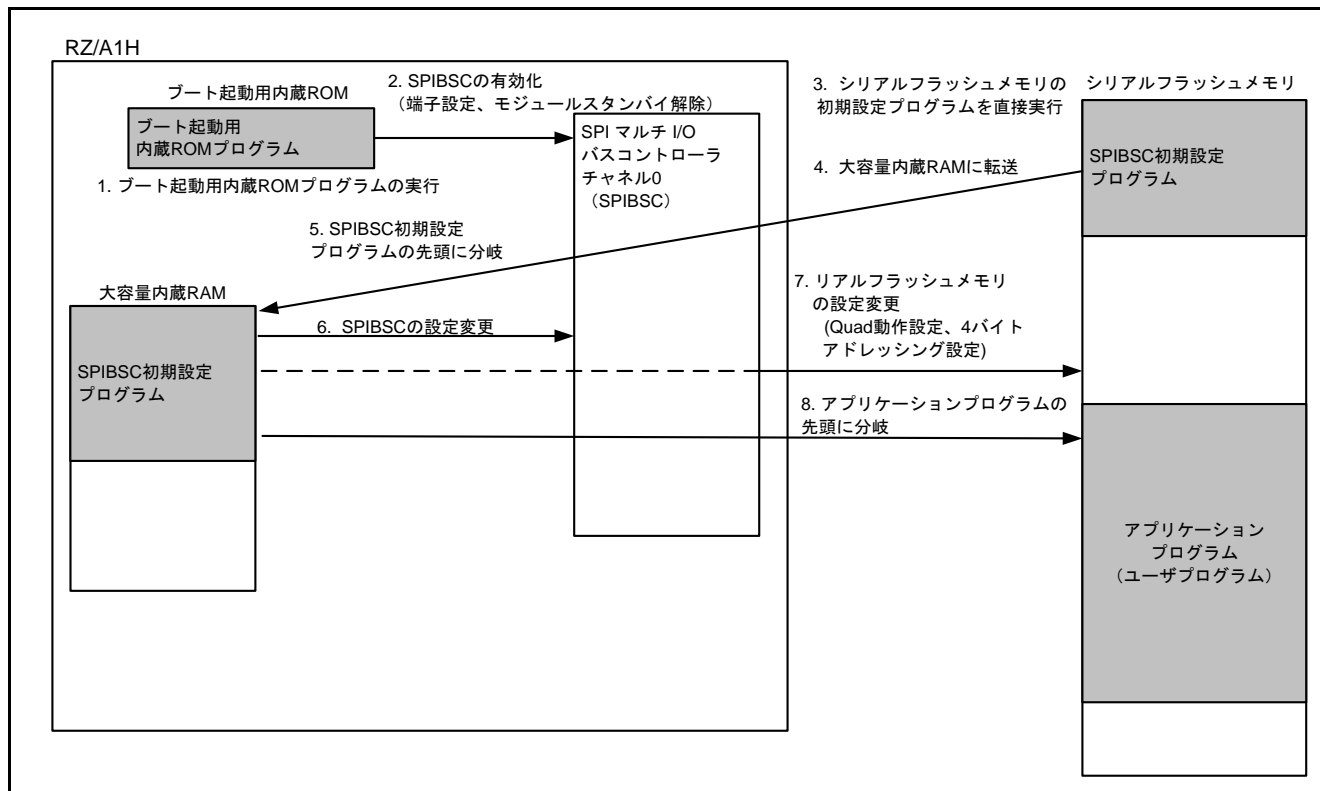 RZ/A1H
ブート起動用内蔵ROM
ブート起動用
内蔵ROMプログラム
1. ブート起動用内蔵ROMプログラムの実行
2. SPIBSCの有効化
（端子設定、モジュールスタンバイ解除）
SPI マルチ I/O
バスコントローラ
チャネル0
（SPIBSC）
3. シリアルフラッシュメモリの
初期設定プログラムを直接実行
シリアルフラッシュメモリ
SPIBSC初期設定
プログラム
4. 大容量内蔵RAMに転送
5. SPIBSC初期設定
プログラムの先頭に分岐
大容量内蔵RAM
SPIBSC初期設定
プログラム
6. SPIBSCの設定変更
7. リアルフラッシュメモリ
の設定変更
(Quad動作設定、4バイト
アドレッシング設定)
8. アプリケーションプログラムの
先頭に分岐
アプリケーション
プログラム
（ユーザプログラム）